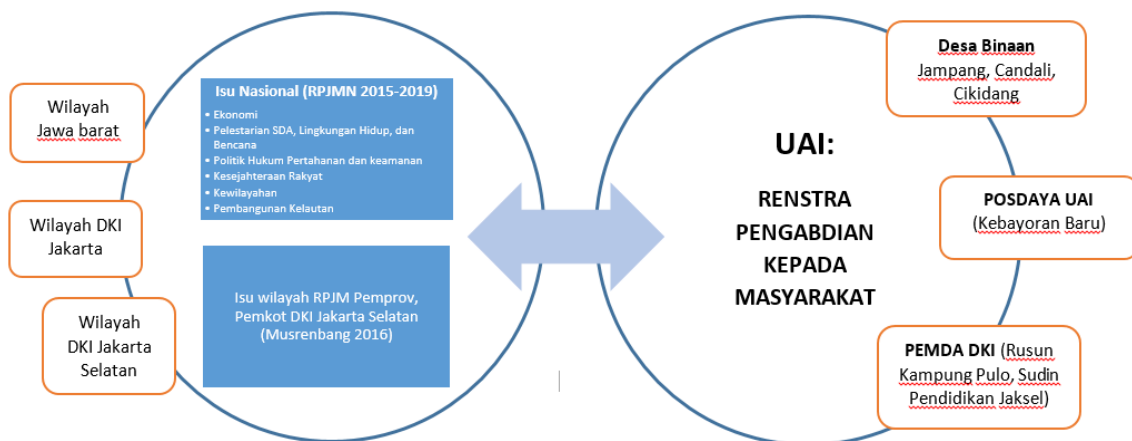 Wilayah
Jawa barat
Wilayah DKI
Jakarta
Wilayah
DKI Jakarta
Selatan
Isu Nasional (RPJMN 2015-2019)
• Ekonomi
• Pelestarian SDA, Lingkungan Hidup, dan
Bencana
• Politik Hukum Pertahanan dan keamanan
• Kesejahteraan Rakyat
• Kewilayahan
• Pembangunan Kelautan
Isu wilayah RPJM Pemprov,
Pemkot DKI Jakarta Selatan
(Musrenbang 2016)
UAI:
RENSTRA
PENGABDIAN
KEPADA
MASYARAKAT
Desa Binaan
Jampang, Candali,
Cikidang
POSDAYA UAI
(Kebayoran Baru)
PEMDA DKI (Rusun
Kampung Pulo, Sudin
Pendidikan Jaksel)